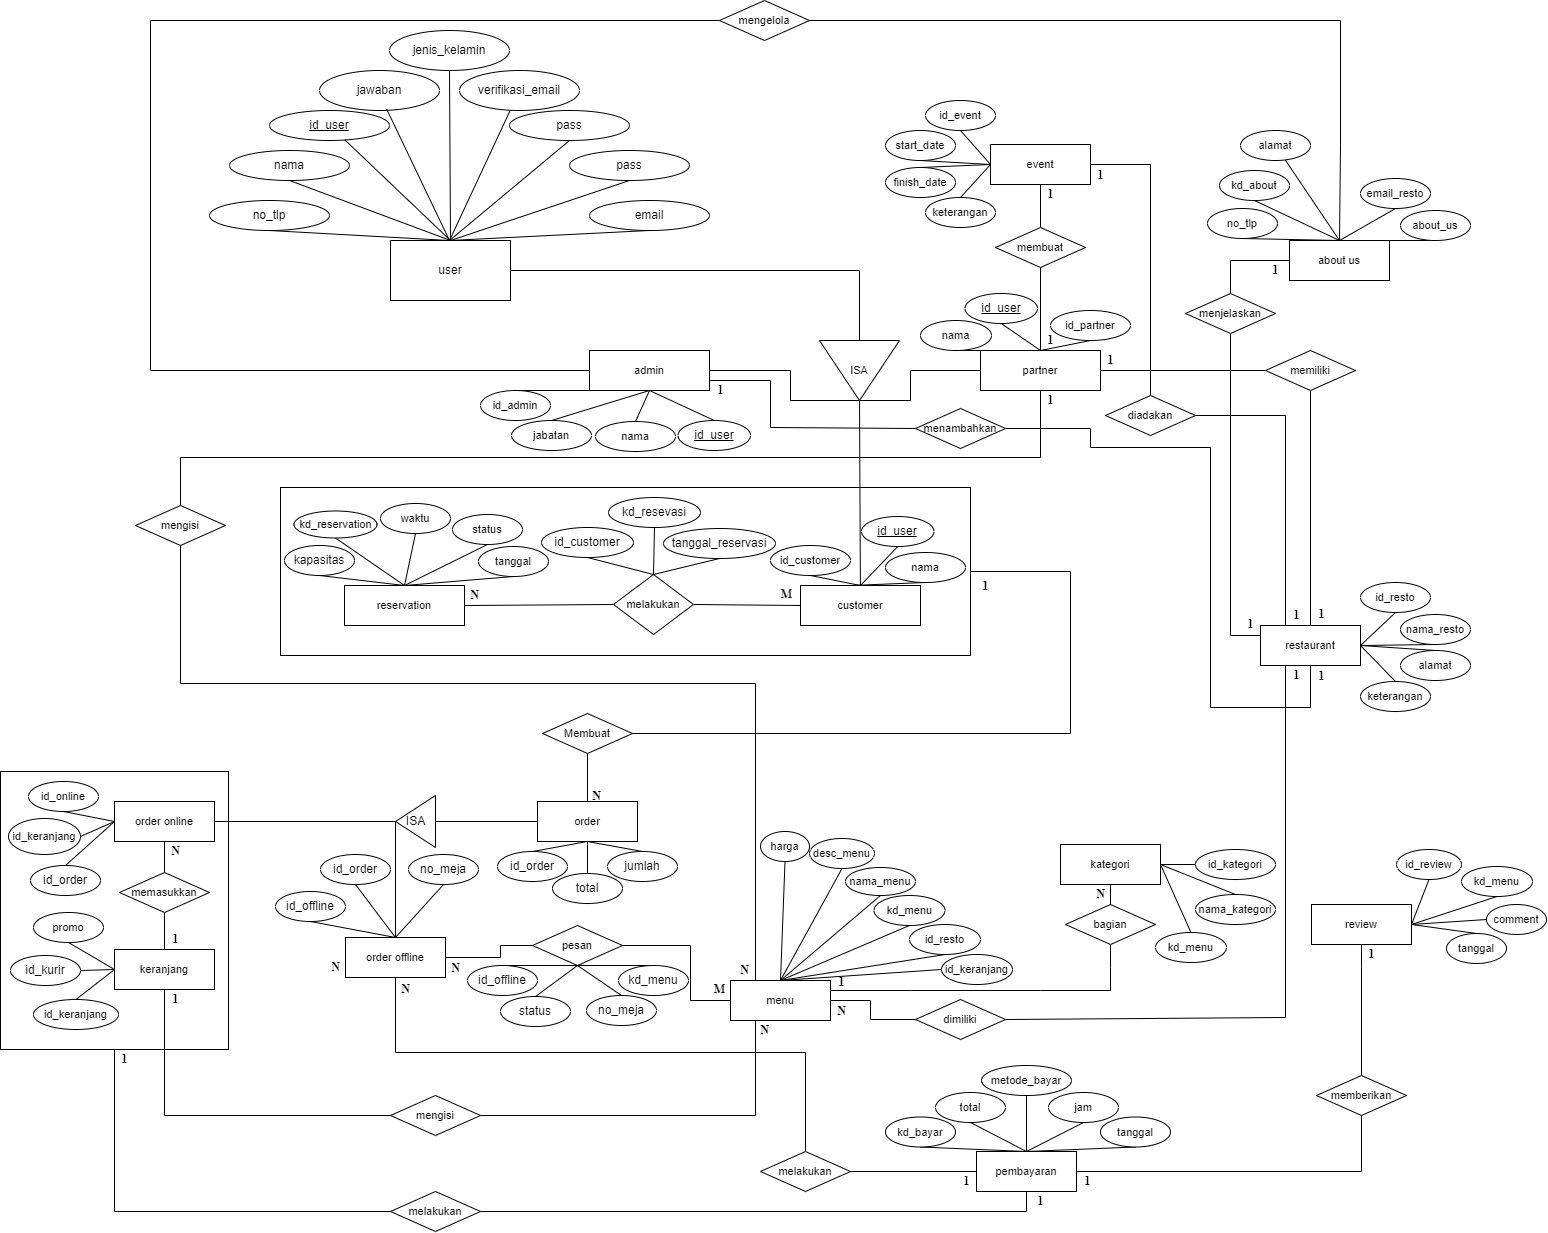 mengelola
jenis_kelamin
jawaban
verifikasi_email
id_user
pass
nama
pass
no_tlp
email
user
id_event
start_date
finish_date
keterangan
event
1
1
membuat
alamat
kd_about
email_resto
no_tlp
about_us
about us
1
menjelaskan
id_user
id_partner
nama
1
partner
1
1
memiliki
ISA
admin
1
id_admin
jabatan
nama
id_user
menambahkan
diadakan
mengisi
kd_reservation
waktu
status
kapasitas
tanggal
reservation
N
kd_resevasi
id_customer
tanggal_reservasi
melakukan
M
id_user
id_customer
nama
customer
1
id_resto
nama_resto
alamat
keterangan
1
1
1
restaurant
1
1
Membuat
N
order
id_order
total
jumlah
ISA
id_online
id_keranjang
id_order
order online
N
memasukkan
1
promo
id_kurir
id_keranjang
keranjang
1
1
id_order
no_meja
id_offline
order offline
N
N
N
pesan
id_offline
kd_menu
status
no_meja
harga
desc_menu
nama_menu
kd_menu
id_resto
id_keranjang
N
M
menu
1
N
N
dimiliki
kategori
id_kategori
nama_kategori
kd_menu
N
bagian
id_review
kd_menu
comment
tanggal
review
1
memberikan
mengisi
metode_bayar
total
jam
kd_bayar
tanggal
pembayaran
1
1
1
melakukan
melakukan